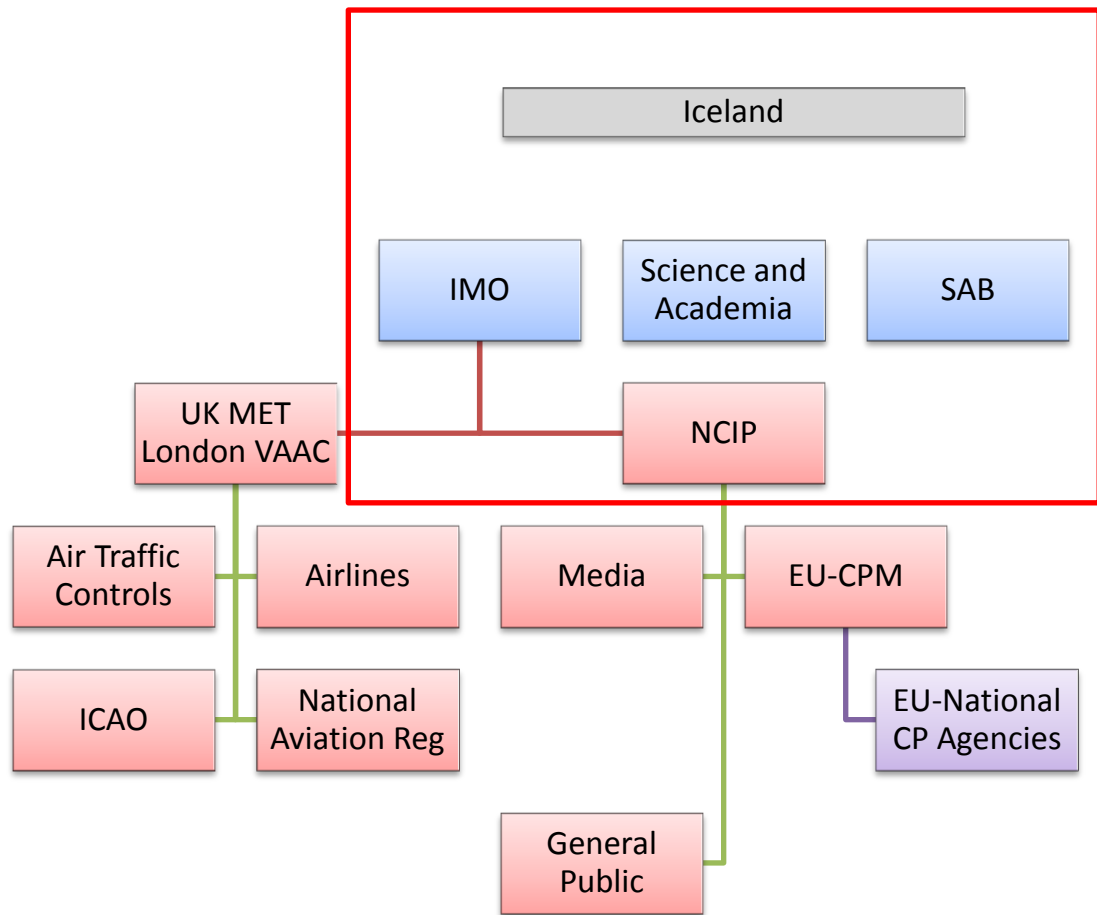 Iceland
IMO
Science and
Academia
SAB
UK MET
London VAAC
NCIP
Air Traffic
Controls
Airlines
Media
EU-CPM
ICAO
National
Aviation Reg
EU-National
CP Agencies
General
Public